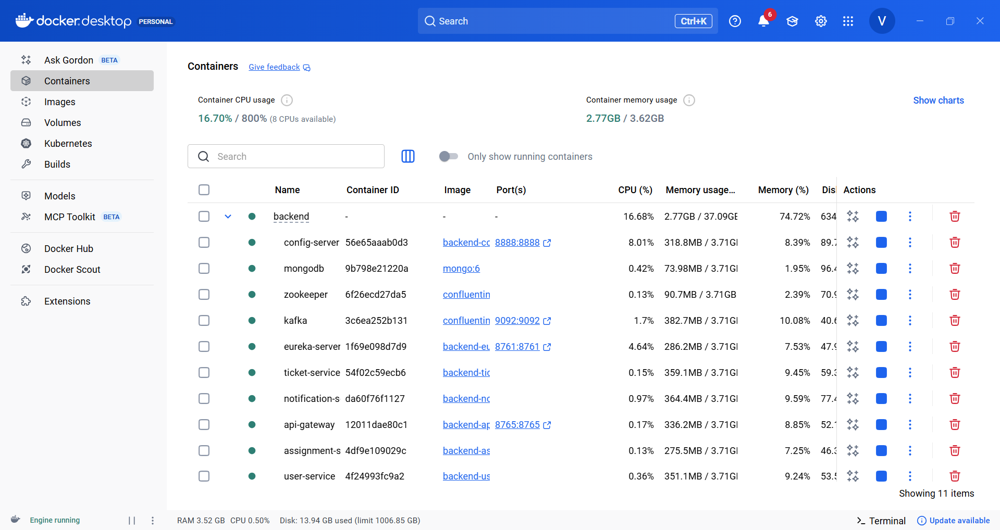 docker.desktop PERSONAL
Search Ctrl+K
6
V
Ask Gordon BETA
Containers
Images
Volumes
Kubernetes
Builds
Models
MCP Toolkit BETA
Docker Hub
Docker Scout
Extensions
Containers Give feedback
Container CPU usage
16.70% / 800% (8 CPUs available)
Container memory usage
2.77GB / 3.62GB
Show charts
Search
Only show running containers
Name Container ID Image Port(s) CPU (%) Memory usage... Memory (%) Dis Actions
backend - - - 16.68% 2.77GB / 37.09GB 74.72% 634
config-server 56e65aaab0d3 backend-co 8888:8888 8.01% 318.8MB / 3.71G 8.39% 89.7
mongodb 9b798e21220a mongo:6 0.42% 73.98MB / 3.71G 1.95% 96.4
zookeeper 6f26ecd27da5 confluentin 0.13% 90.7MB / 3.71GB 2.39% 70.9
kafka 3c6ea252b131 confluentin 9092:9092 1.7% 382.7MB / 3.71G 10.08% 40.6
eureka-server 1f69e098d7d9 backend-eu 8761:8761 4.64% 286.2MB / 3.71G 7.53% 47.9
ticket-service 54f02c59ecb6 backend-tic 0.15% 359.1MB / 3.71G 9.45% 59.3
notification-s da60f76f1127 backend-no 0.97% 364.4MB / 3.71G 9.59% 77.4
api-gateway 12011dae80c1 backend-ap 8765:8765 0.17% 336.2MB / 3.71G 8.85% 52.1
assignment-s 4df9e109029c backend-as 0.13% 275.5MB / 3.71G 7.25% 46.3
user-service 4f24993fc9a2 backend-us 0.36% 351.1MB / 3.71G 9.24% 53.5
Showing 11 items
Engine running
RAM 3.52 GB CPU 0.50% Disk: 13.94 GB used (limit 1006.85 GB)
Terminal
Update available